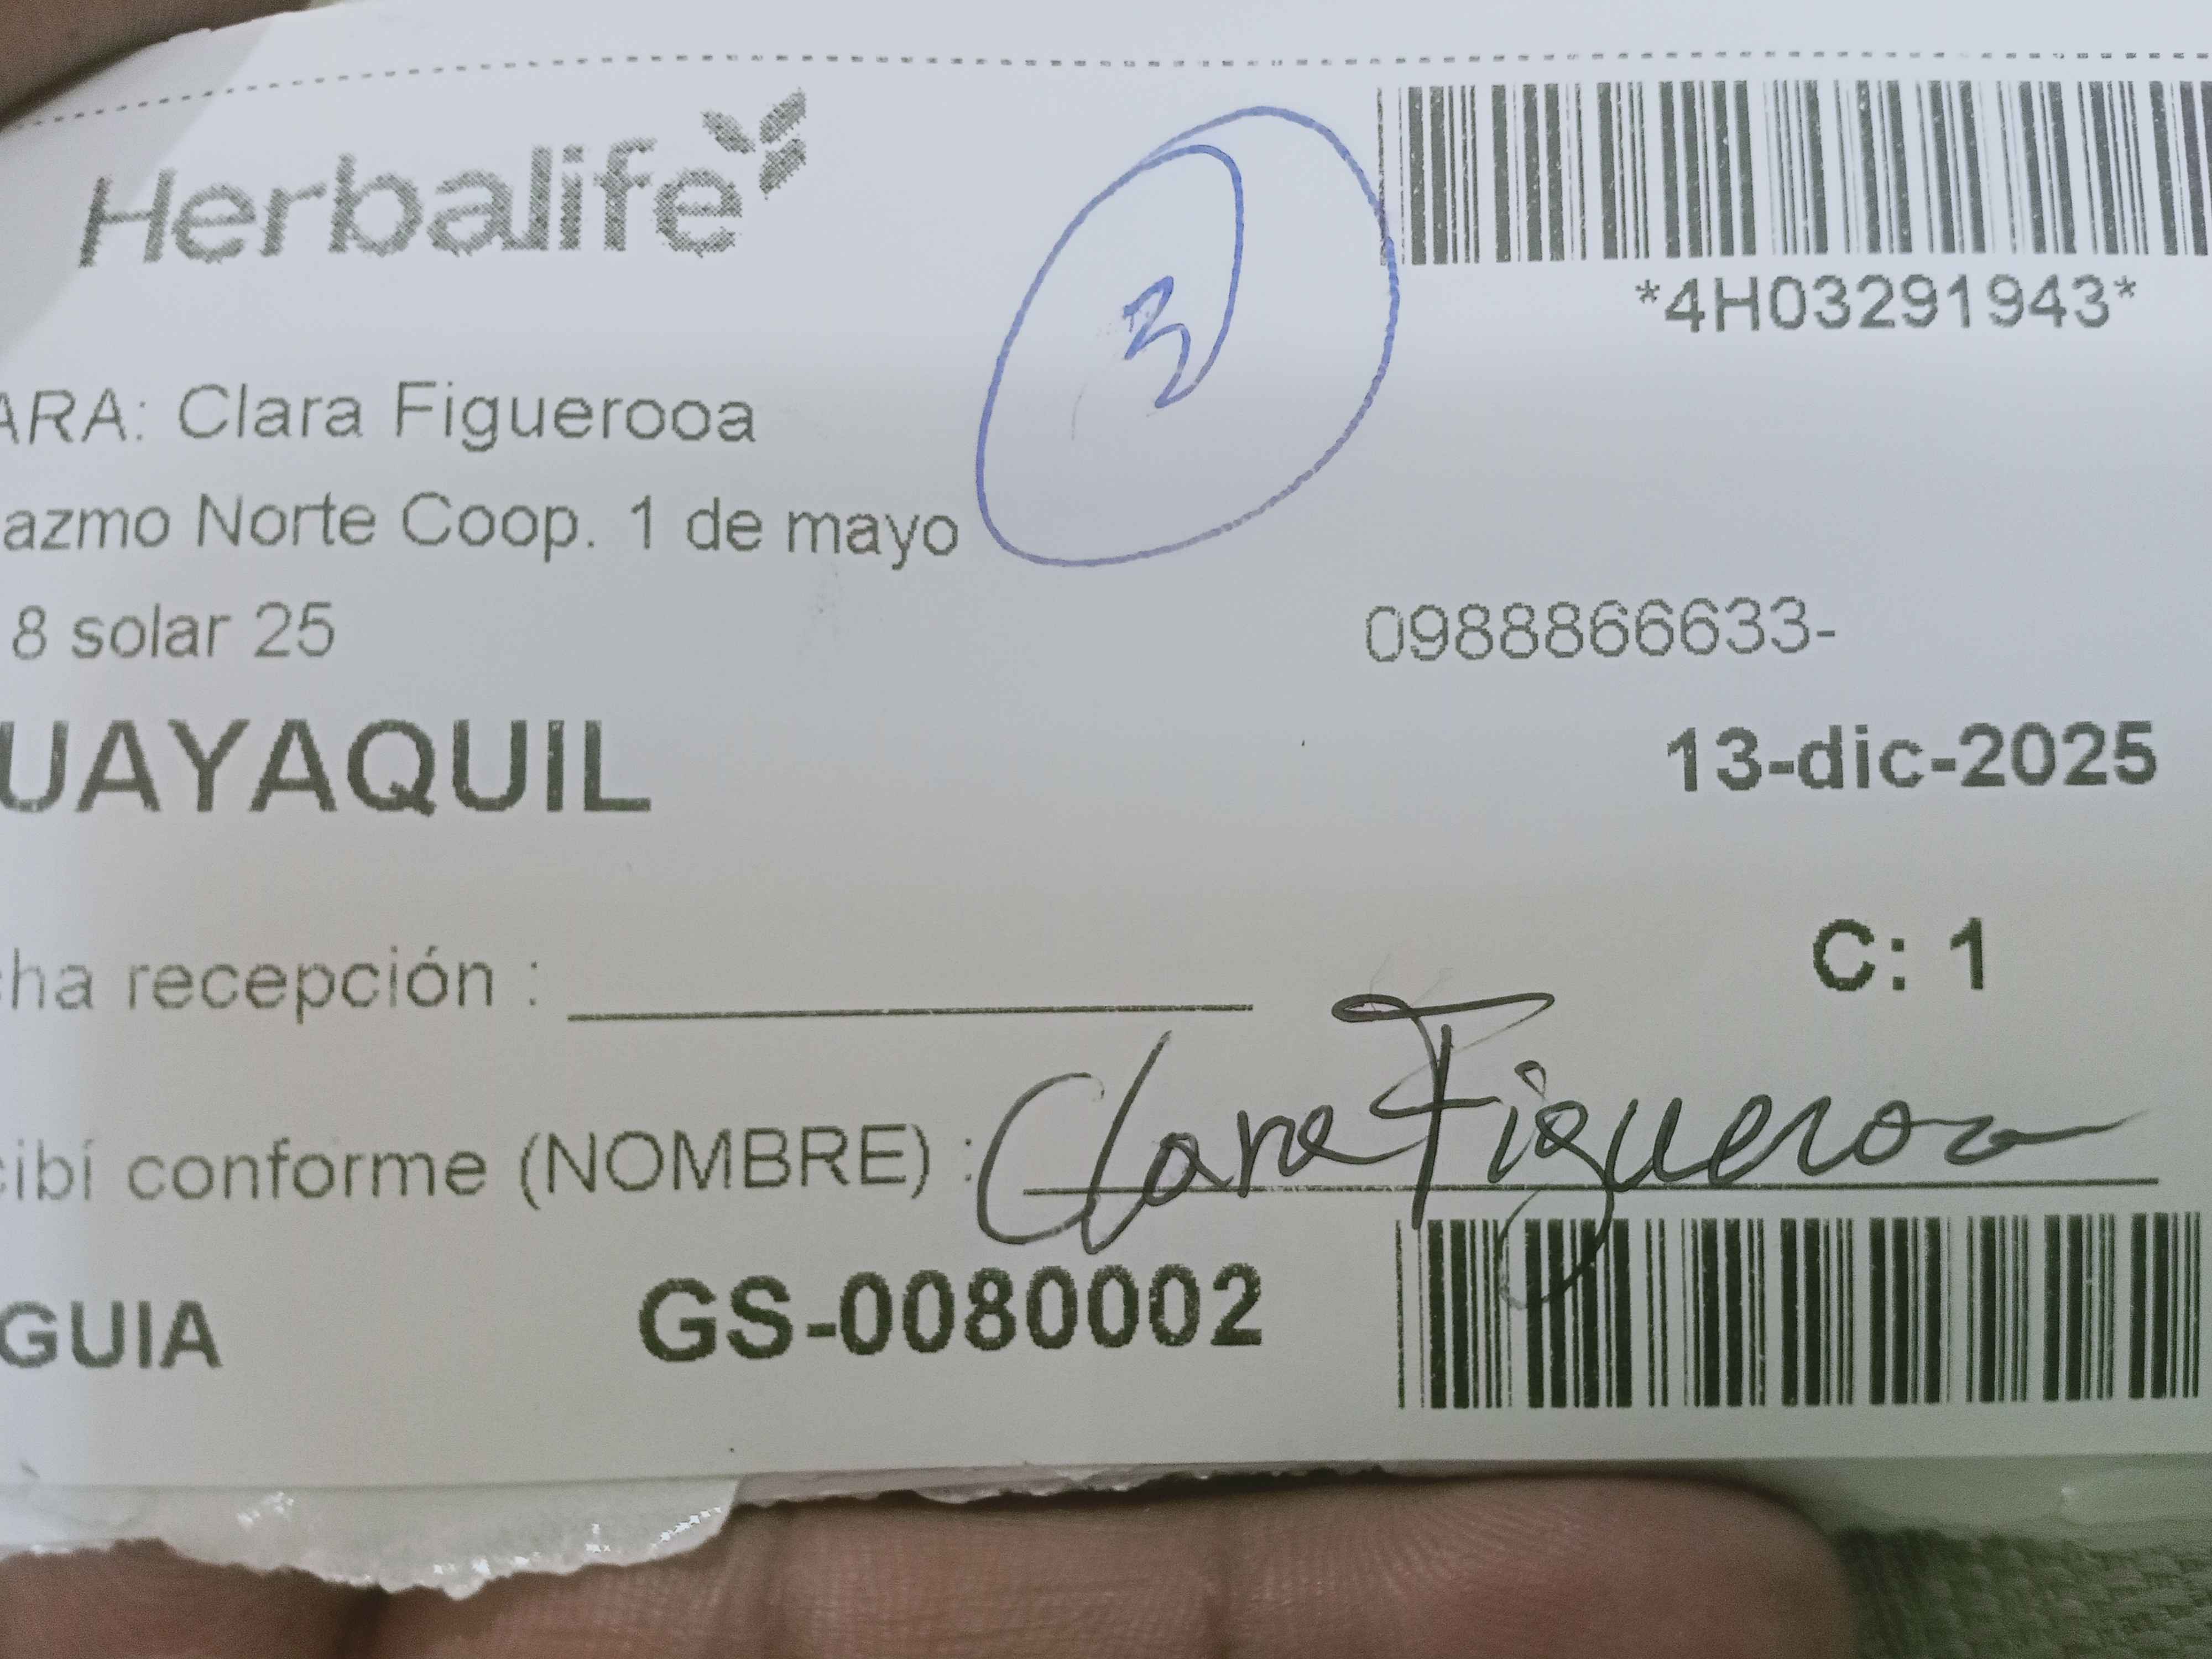 Herbalife
3
*4H03291943*
ARA: Clara Figuerooa
azmo Norte Coop. 1 de mayo
8 solar 25
0988866633-
UAYAQUIL
13-dic-2025
C: 1
cha recepción :
cibí conforme (NOMBRE) : Clara Figueroa
GUIA GS-0080002